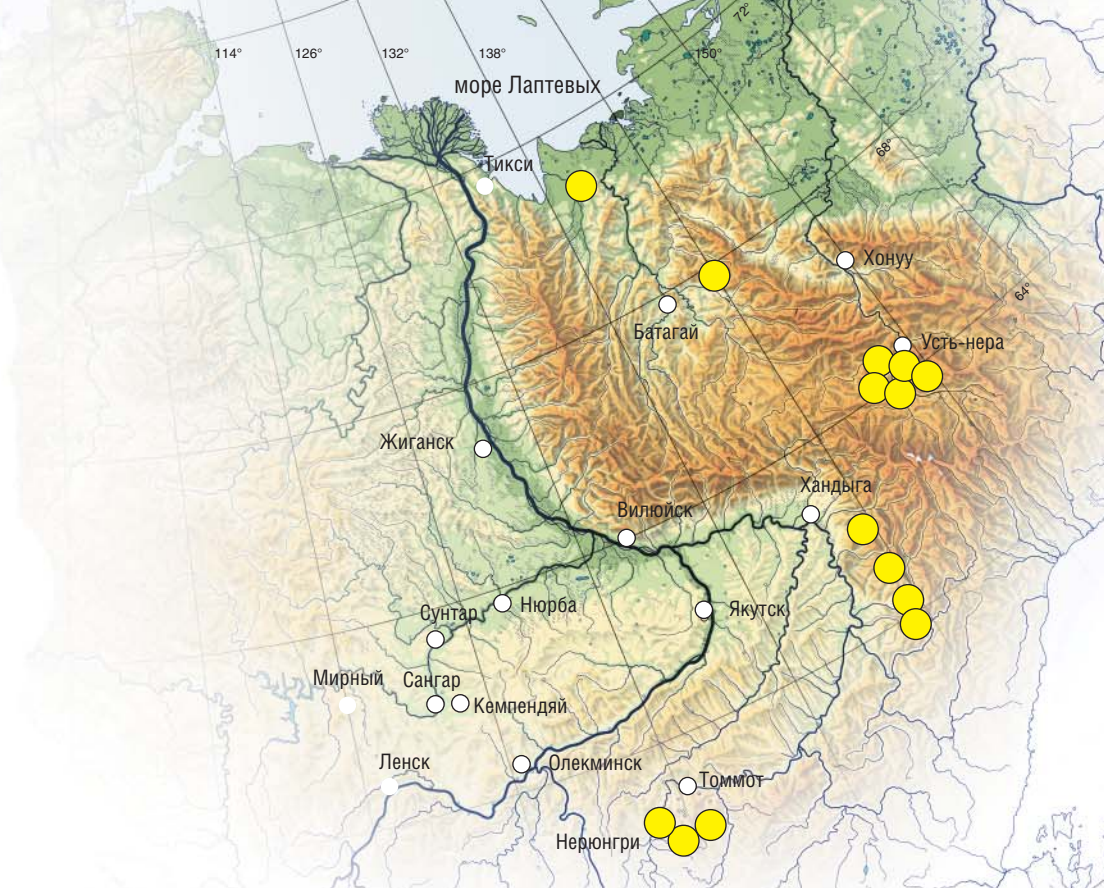 72°
114°
126°
132°
138°
150°
море Лаптевых
68°
Тикси
Хонуу
64°
Батагай
Усть-нера
Жиганск
Хандыга
Вилюйск
Нюрба
Сунтар
Якутск
Мирный
Сангар
Кемпендяй
Ленск
Олекминск
Томмот
Нерюнгри